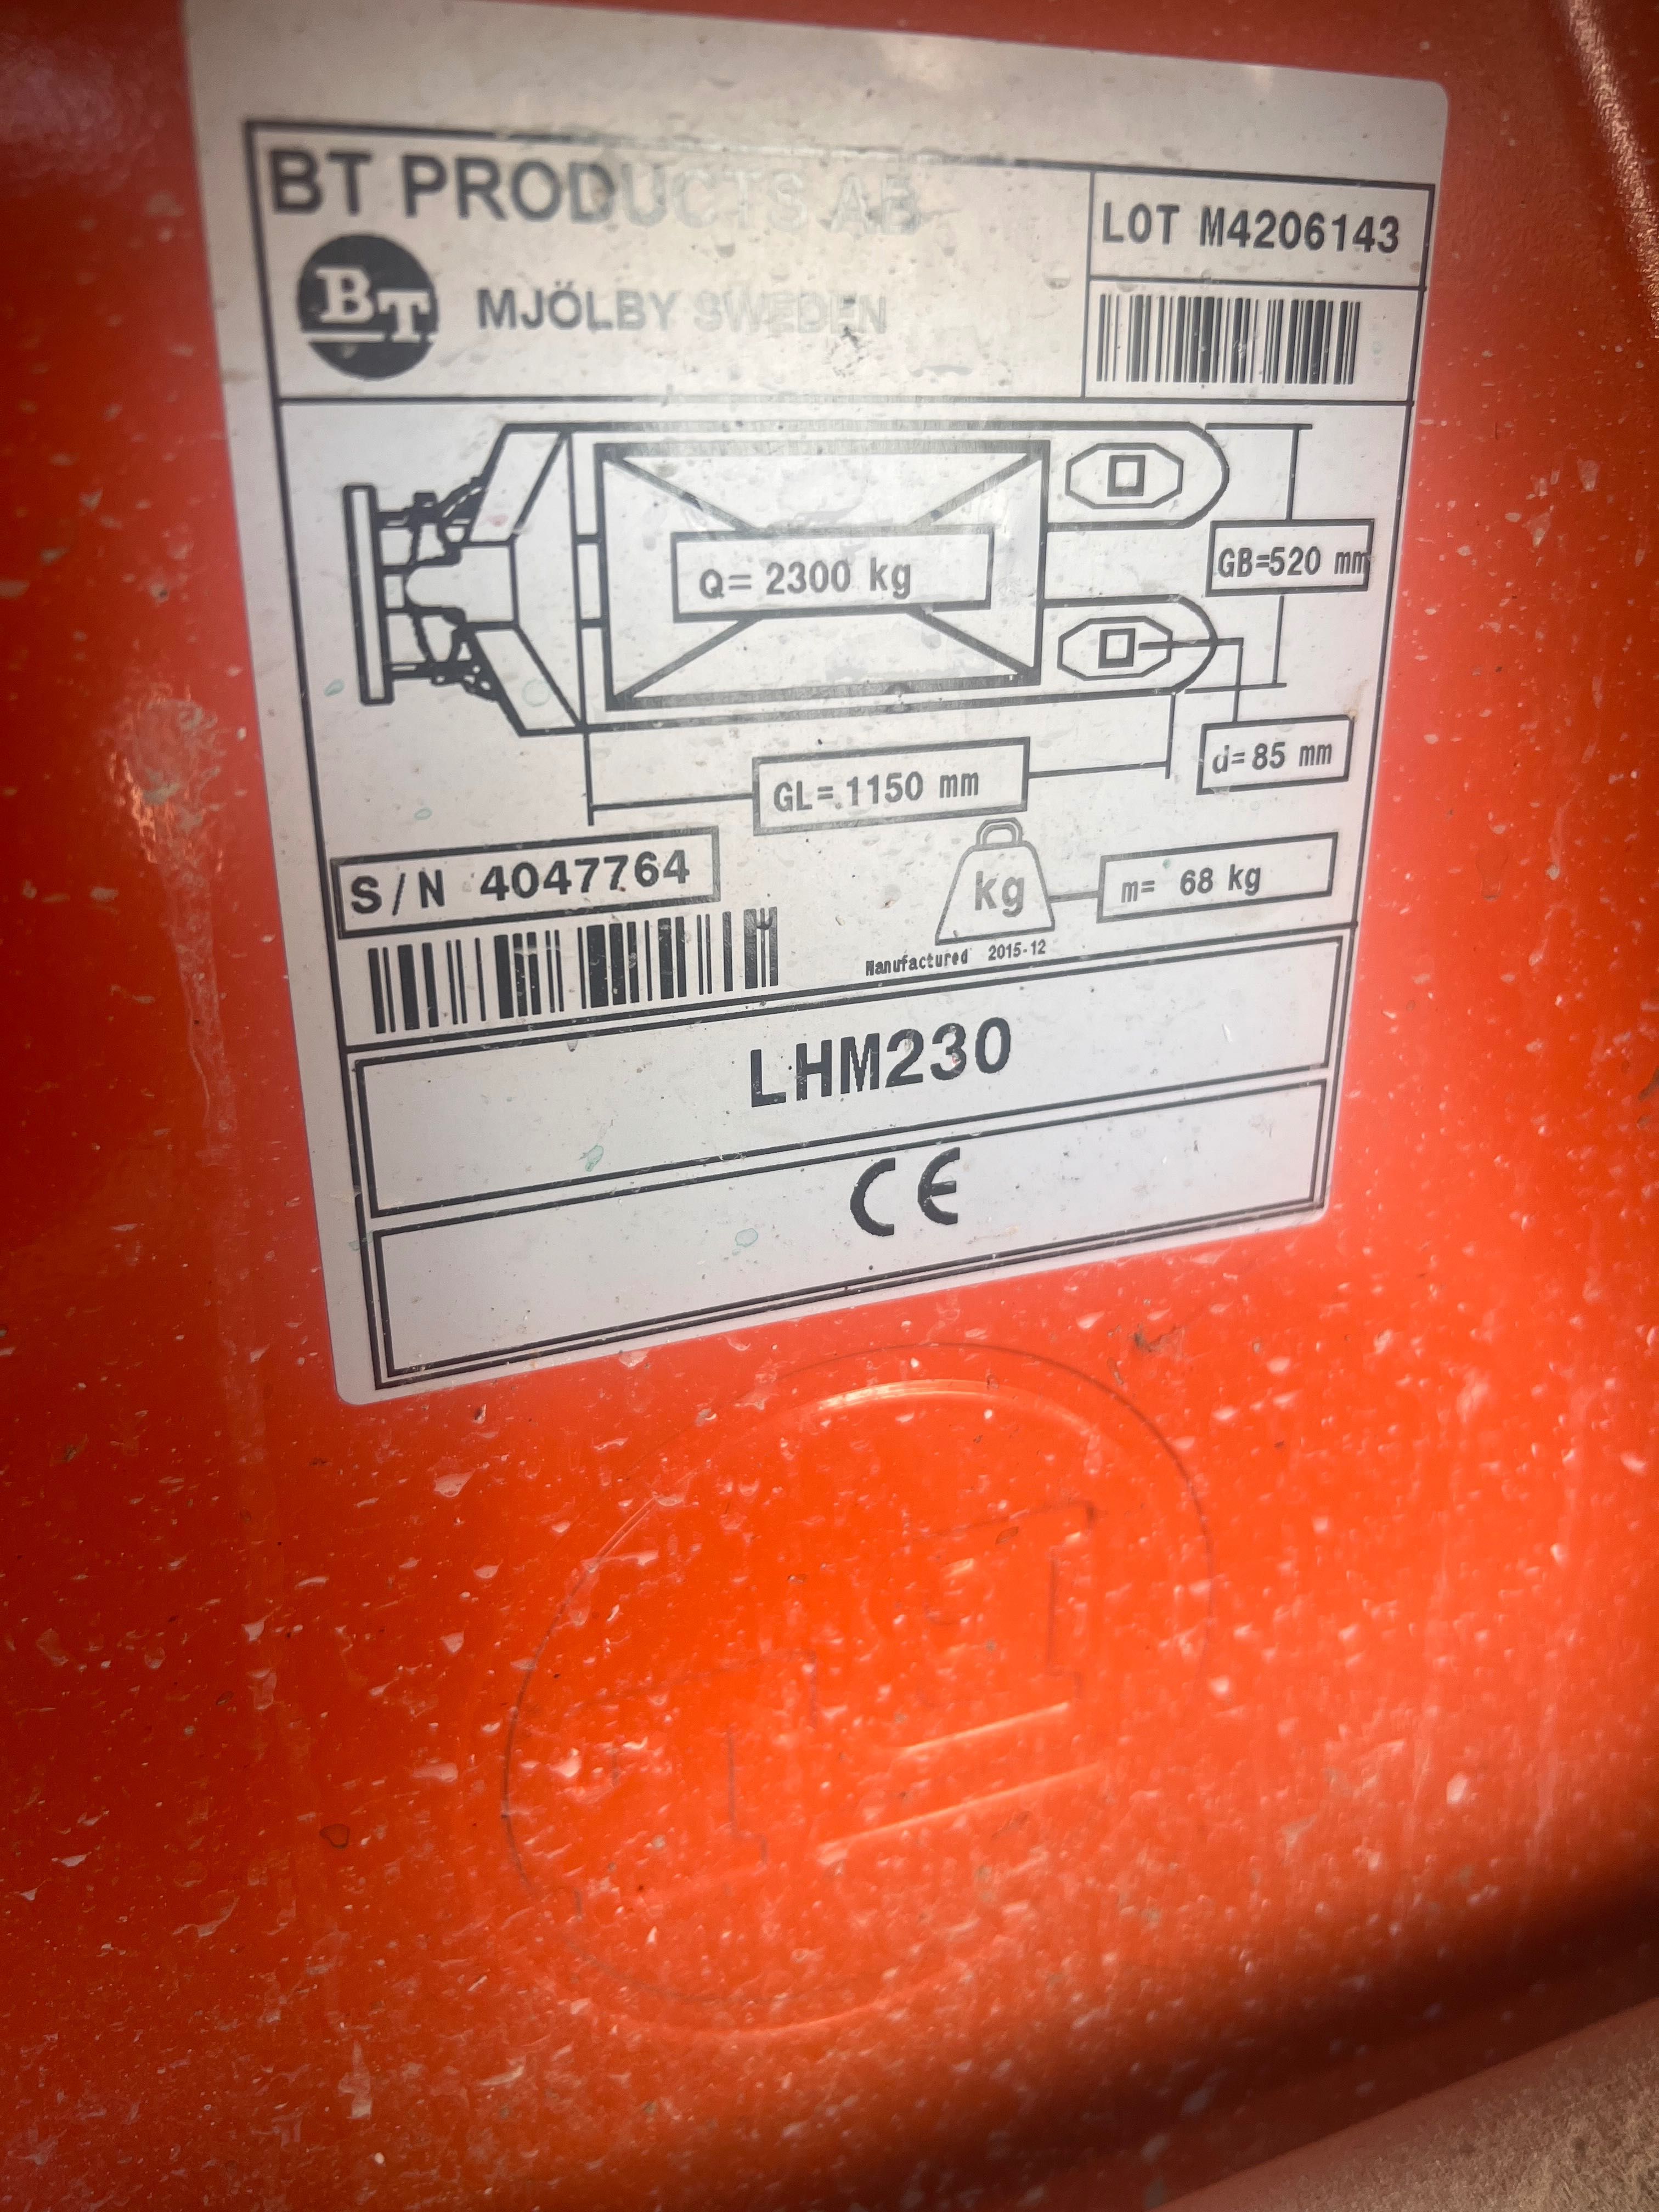 BT PRODUCTS AB
LOT M4206143
BT
MJÖLBY SWEDEN
Q= 2300 kg
GB=520 mm
d=85 mm
GL= 1150 mm
S/N 4047764
kg
m= 68 kg
Manufactured 2015-12
LHM230
CE